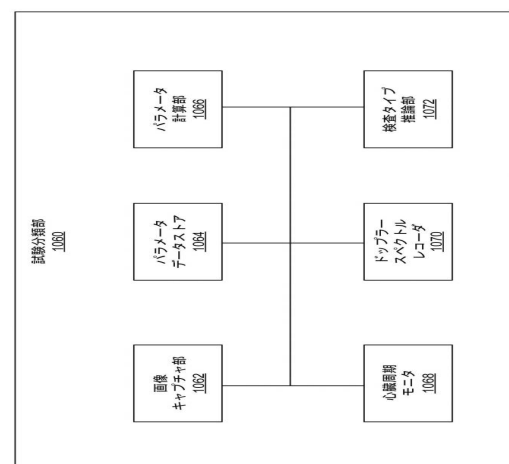 試験分類部
1060
画像
キャプチャ部
1062
パラメータ
データストア
1064
パラメータ
計算部
1066
心臓周期
モニタ
1068
ドップラー
スペクトル
レコーダ
1070
検査タイプ
推論部
1072